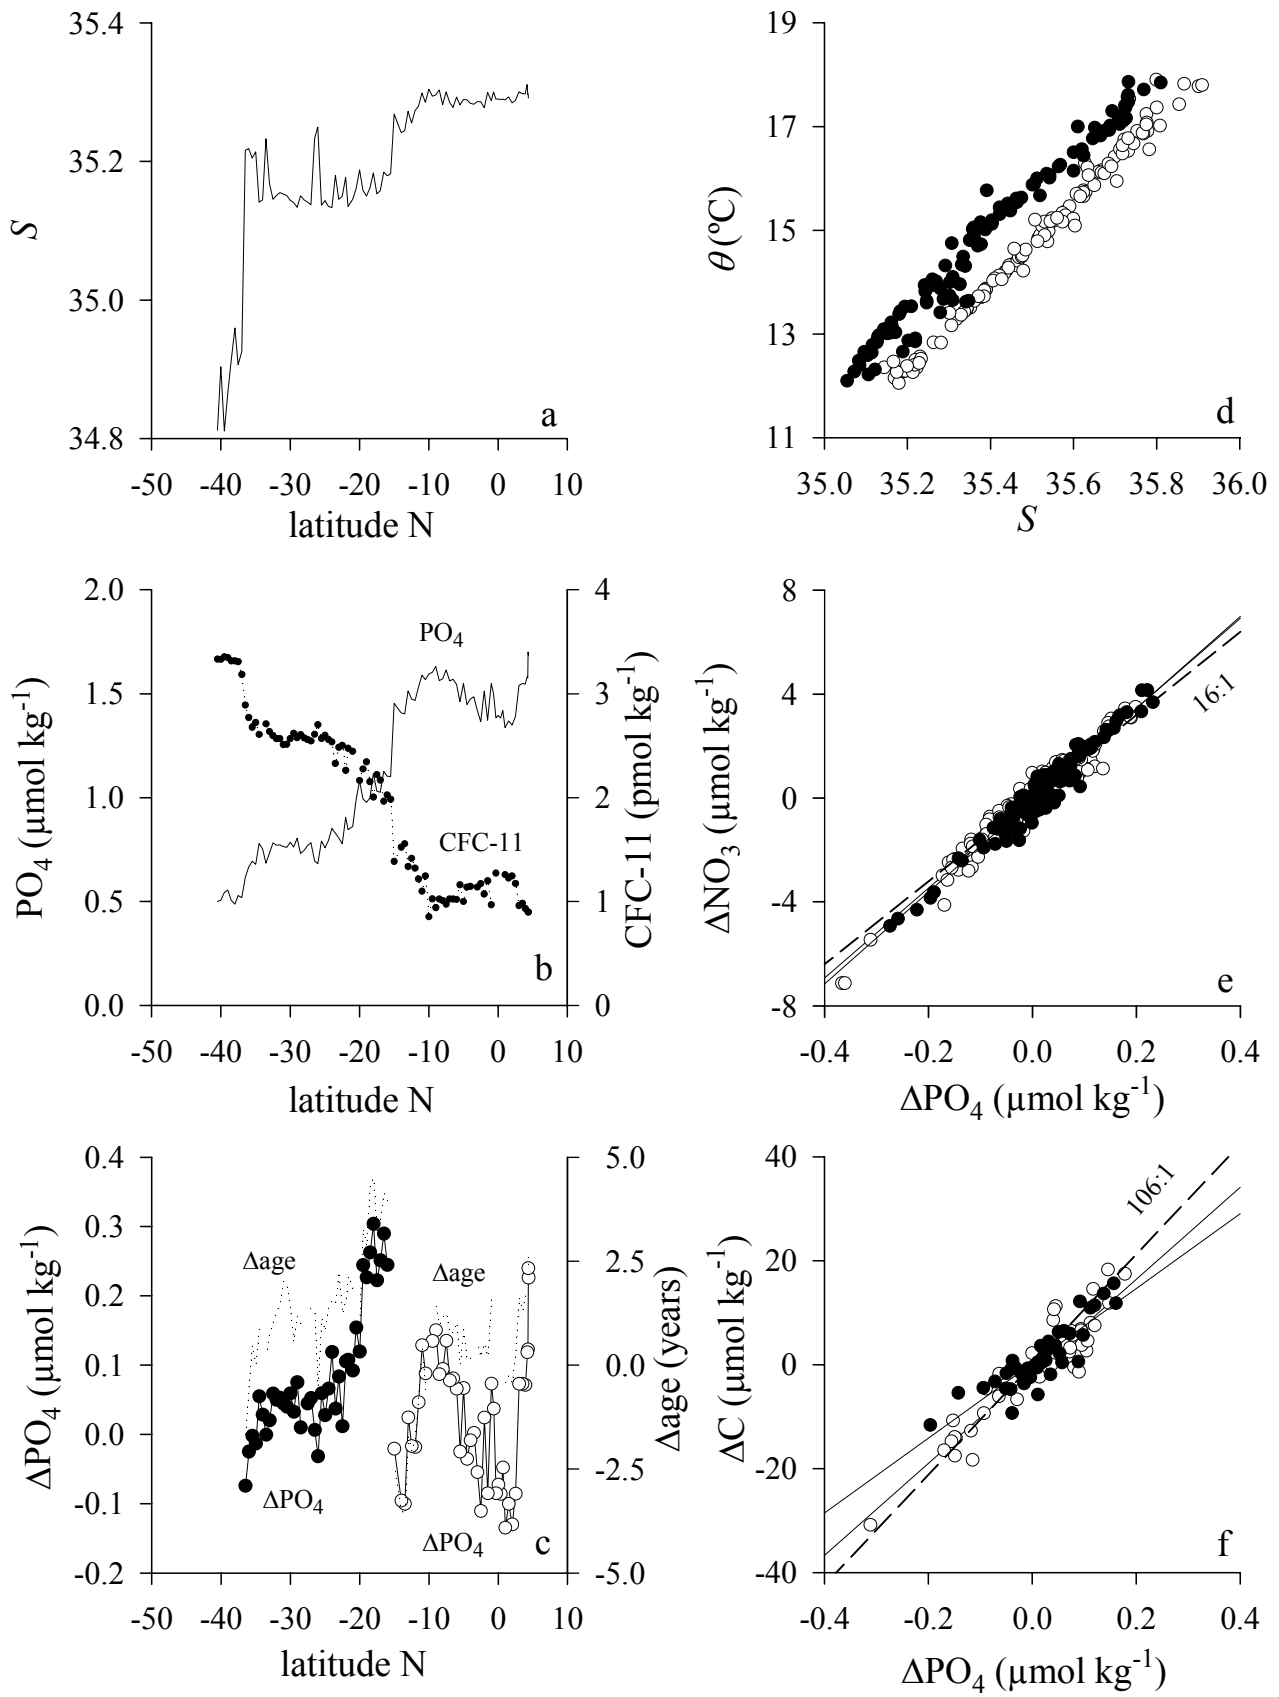 35.4
35.2
35.0
34.8
S
-50 -40 -30 -20 -10 0 10
latitude N
a
19
17
15
13
11
θ (ºC)
35.0 35.2 35.4 35.6 35.8 36.0
S
d
2.0
1.5
1.0
0.5
0.0
PO4 (µmol kg-1)
4
3
2
1
0
CFC-11 (pmol kg-1)
PO4
CFC-11
b
-50 -40 -30 -20 -10 0 10
latitude N
8
4
0
-4
-8
ΔNO3 (µmol kg-1)
16:1
e
-0.4 -0.2 0.0 0.2 0.4
ΔPO4 (µmol kg-1)
0.4
0.3
0.2
0.1
0.0
-0.1
-0.2
ΔPO4 (µmol kg-1)
5.0
2.5
0.0
-2.5
-5.0
Δage (years)
Δage
Δage
ΔPO4
ΔPO4
c
-50 -40 -30 -20 -10 0 10
latitude N
40
20
0
-20
-40
ΔC (µmol kg-1)
106:1
f
-0.4 -0.2 0.0 0.2 0.4
ΔPO4 (µmol kg-1)